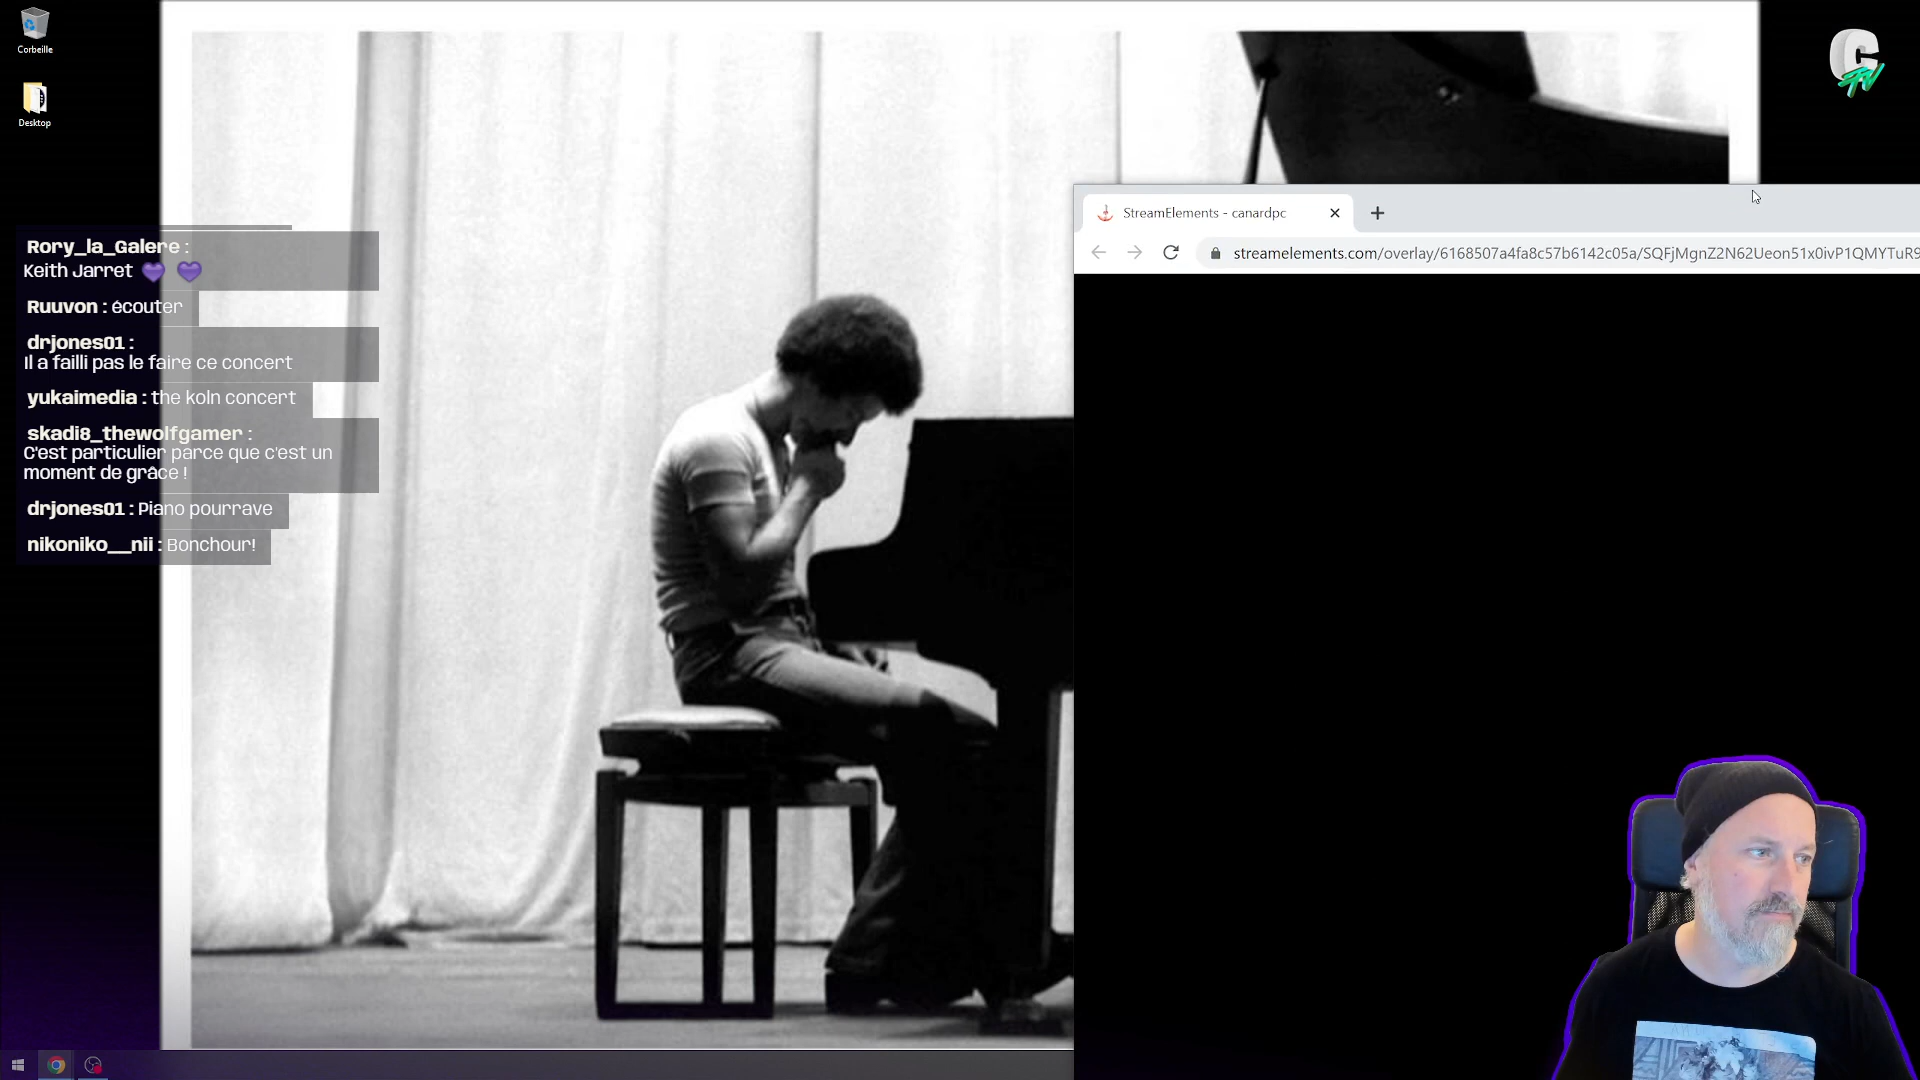 Corbeille
Desktop
C
TV
StreamElements - canardpc
streamelements.com/overlay/6168507a4fa8c57b6142c05a/SQFjMgnZ2N62Ueon51x0ivP1QMYTuR9
Rory_la_Galere :
Keith Jarret 💜 💜
Ruuvon : écouter
drjones01 :
Il a failli pas le faire ce concert
yukaimedia : the koln concert
skadi8_thewolfgamer :
C'est particulier parce que c'est un
moment de grâce !
drjones01 : Piano pourrave
nikoniko__nii : Bonchour!